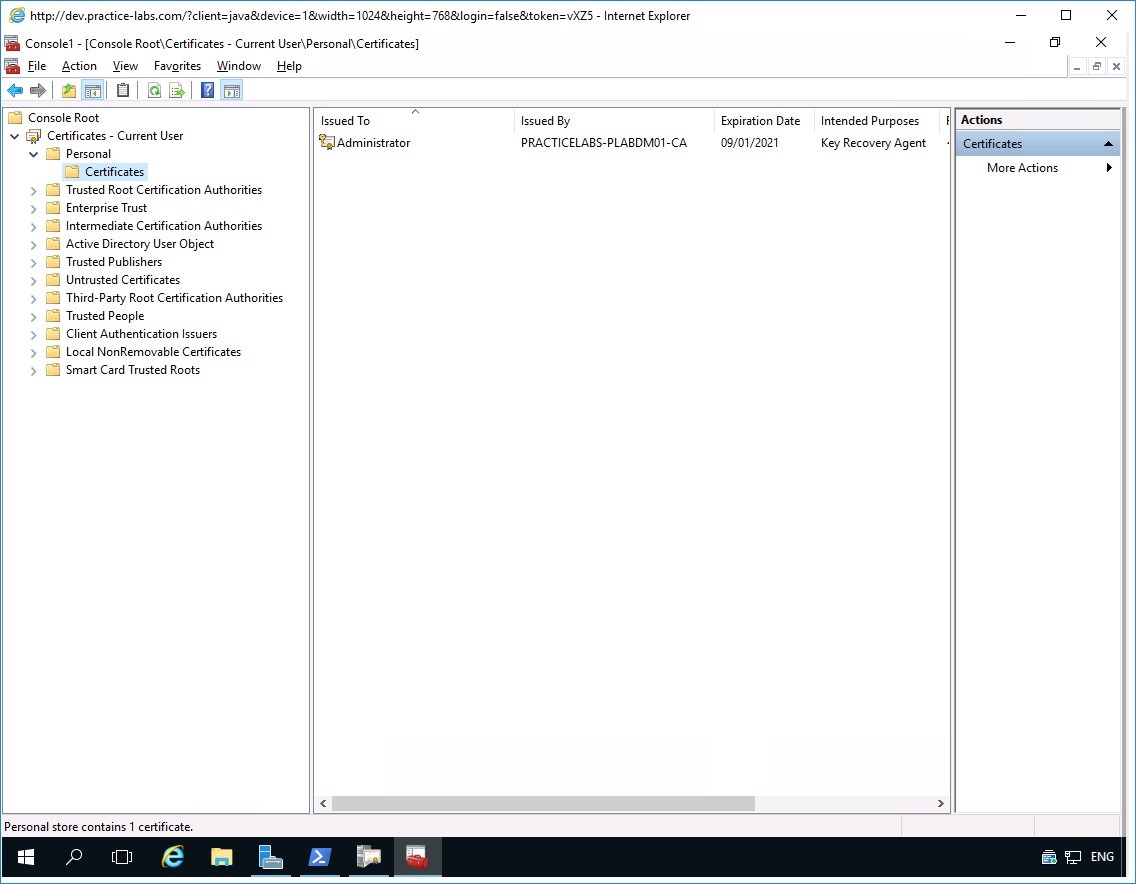 http://dev.practice-labs.com/?client=java&device=1&width=1024&height=768&login=false&token=vXZ5 - Internet Explorer
Console1 - [Console Root\Certificates - Current User\Personal\Certificates]
File Action View Favorites Window Help
Console Root
Certificates - Current User
Personal
Certificates
Trusted Root Certification Authorities
Enterprise Trust
Intermediate Certification Authorities
Active Directory User Object
Trusted Publishers
Untrusted Certificates
Third-Party Root Certification Authorities
Trusted People
Client Authentication Issuers
Local NonRemovable Certificates
Smart Card Trusted Roots
Issued To Issued By Expiration Date Intended Purposes
Administrator PRACTICELABS-PLABDM01-CA 09/01/2021 Key Recovery Agent
Actions
Certificates
More Actions
Personal store contains 1 certificate.
ENG